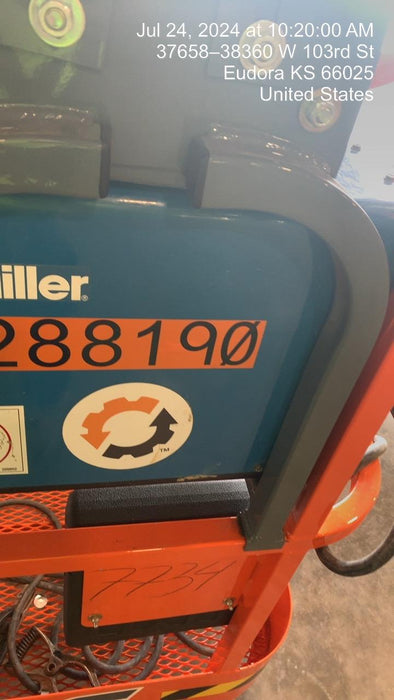 Jul 24, 2024 at 10:20:00 AM
37658–38360 W 103rd St
Eudora KS 66025
United States
iller®
288190
TM
7734